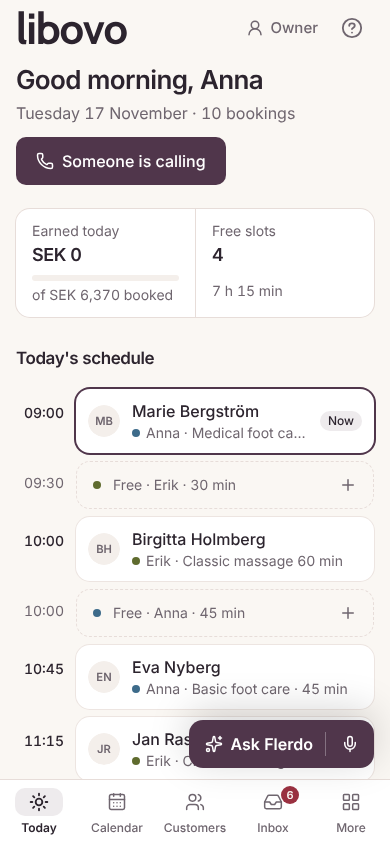 libovo
Owner
Good morning, Anna
Tuesday 17 November · 10 bookings
Someone is calling
Earned today
SEK 0
of SEK 6,370 booked
Free slots
4
7 h 15 min
Today's schedule
09:00
MB
Marie Bergström
Anna · Medical foot ca...
Now
09:30
Free · Erik · 30 min
10:00
BH
Birgitta Holmberg
Erik · Classic massage 60 min
10:00
Free · Anna · 45 min
10:45
EN
Eva Nyberg
Anna · Basic foot care · 45 min
11:15
JR
Jan
Erik ·
Ask Flerdo
Today
Calendar
Customers
6
Inbox
More